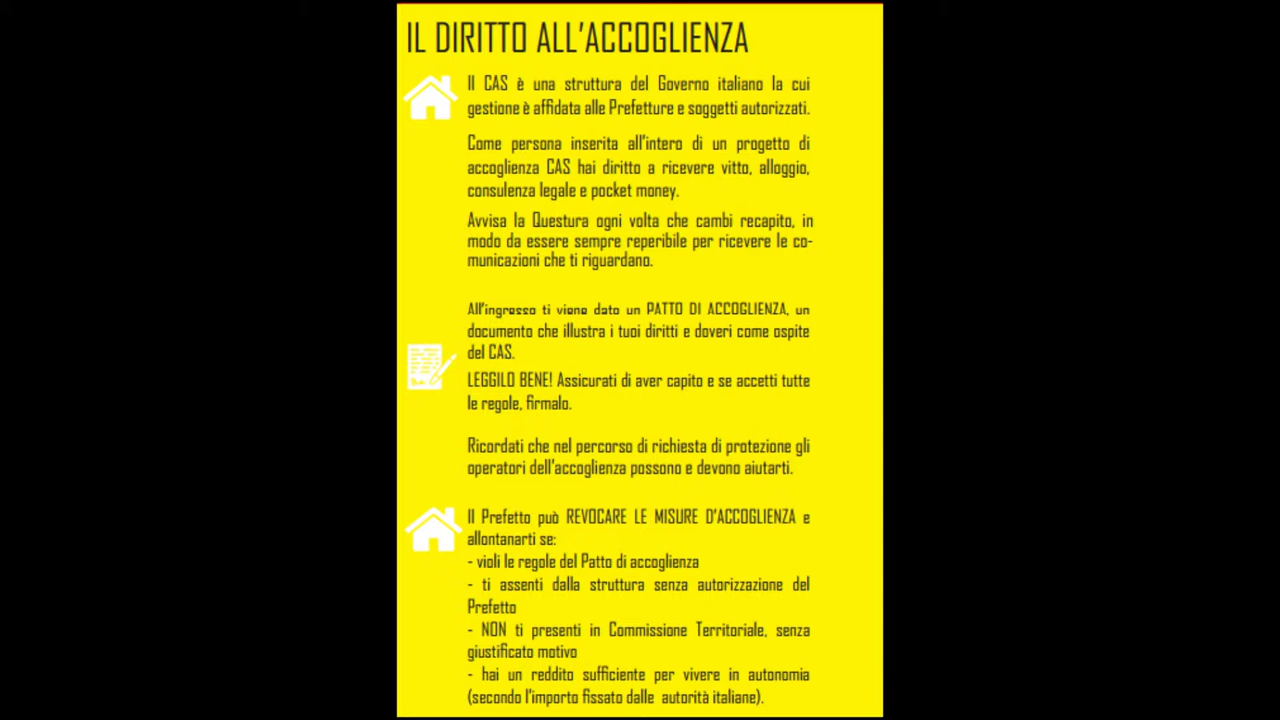 IL DIRITTO ALL'ACCOGLIENZA
Il CAS è una struttura del Governo italiano la cui
gestione è affidata alle Prefetture e soggetti autorizzati.
Come persona inserita all'intero di un progetto di
accoglienza CAS hai diritto a ricevere vitto, alloggio,
consulenza legale e pocket money.
Avvisa la Questura ogni volta che cambi recapito, in
modo da essere sempre reperibile per ricevere le co-
municazioni che ti riguardano.
All'ingresso ti viene dato un PATTO DI ACCOGLIENZA, un
documento che illustra i tuoi diritti e doveri come ospite
del CAS.
LEGGILO BENE! Assicurati di aver capito e se accetti tutte
le regole, firmalo.
Ricordati che nel percorso di richiesta di protezione gli
operatori dell'accoglienza possono e devono aiutarti.
Il Prefetto può REVOCARE LE MISURE D'ACCOGLIENZA e
allontanarti se:
- violi le regole del Patto di accoglienza
- ti assenti dalla struttura senza autorizzazione del
Prefetto
- NON ti presenti in Commissione Territoriale, senza
giustificato motivo
- hai un reddito sufficiente per vivere in autonomia
(secondo l'importo fissato dalle autorità italiane).